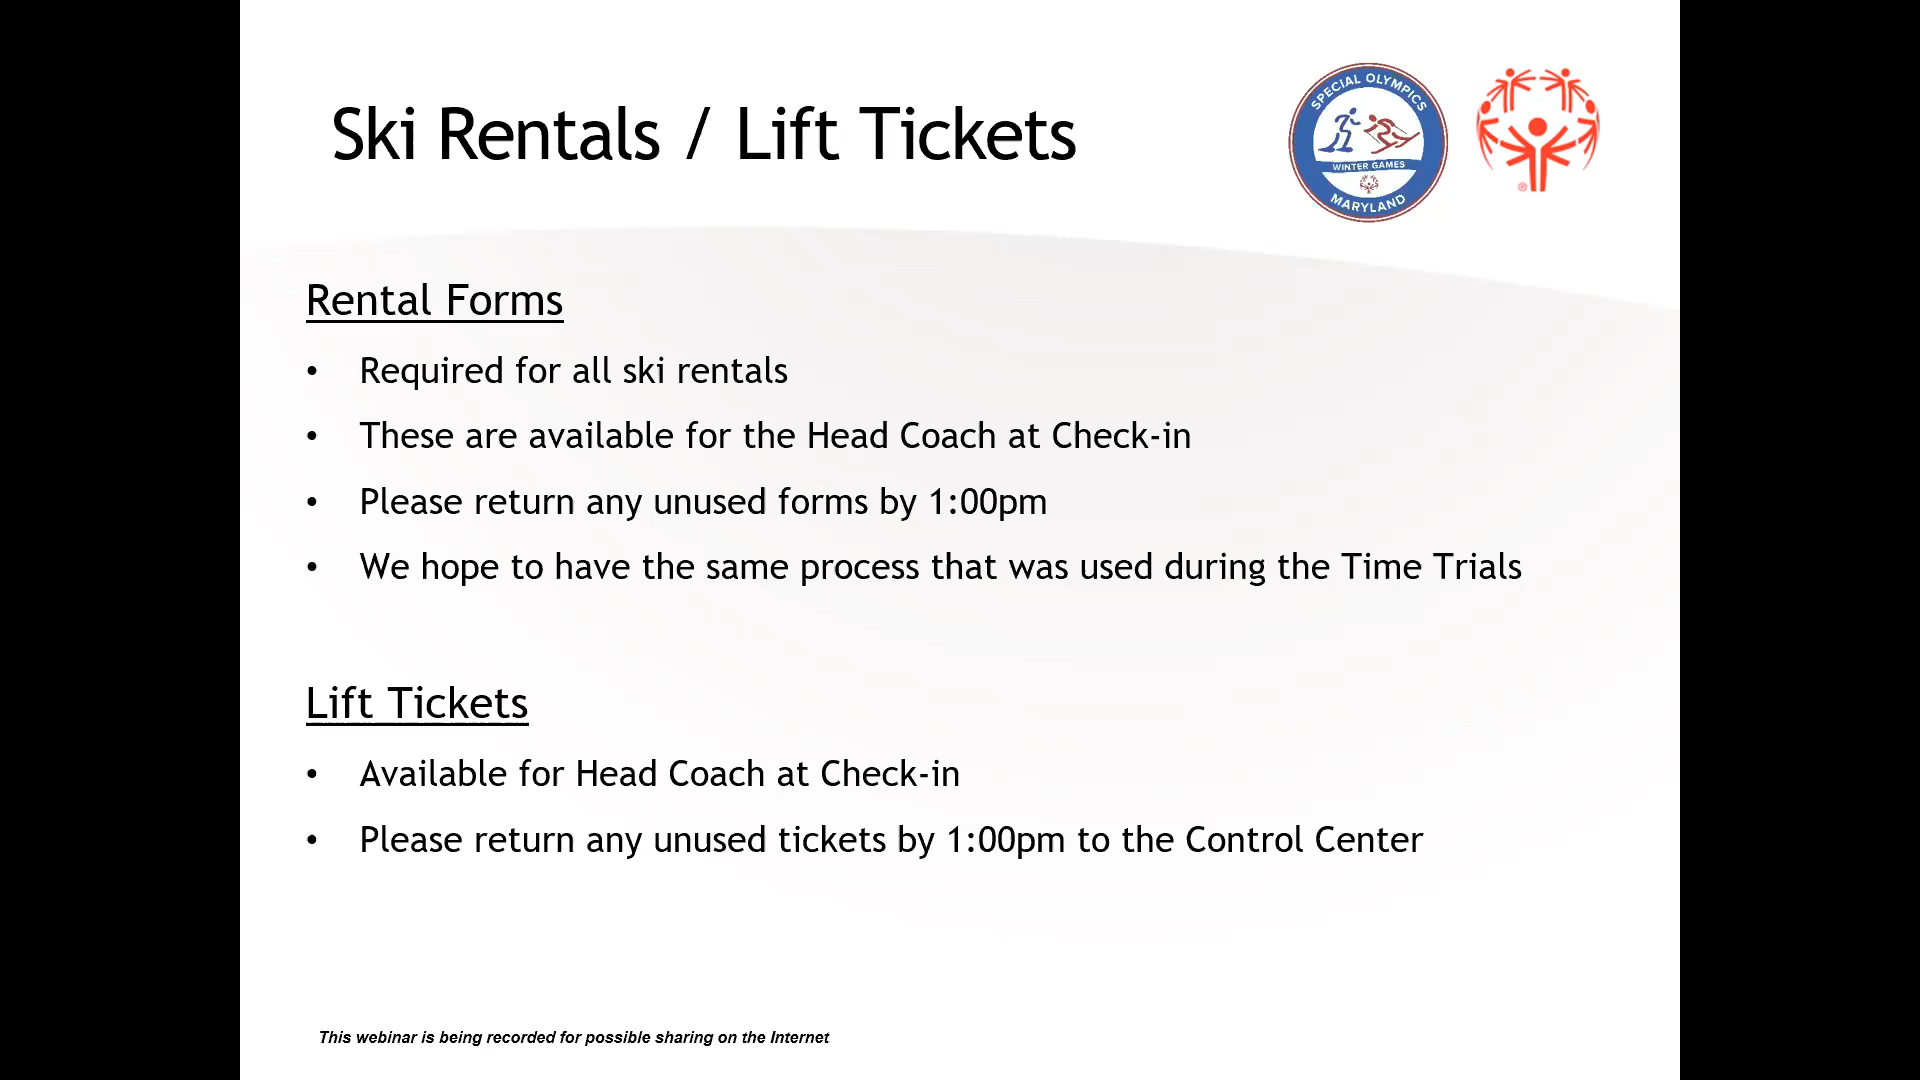 Ski Rentals / Lift Tickets
SPECIAL OLYMPICS
WINTER GAMES
MARYLAND
®
Rental Forms
• Required for all ski rentals
• These are available for the Head Coach at Check-in
• Please return any unused forms by 1:00pm
• We hope to have the same process that was used during the Time Trials
Lift Tickets
• Available for Head Coach at Check-in
• Please return any unused tickets by 1:00pm to the Control Center
This webinar is being recorded for possible sharing on the Internet